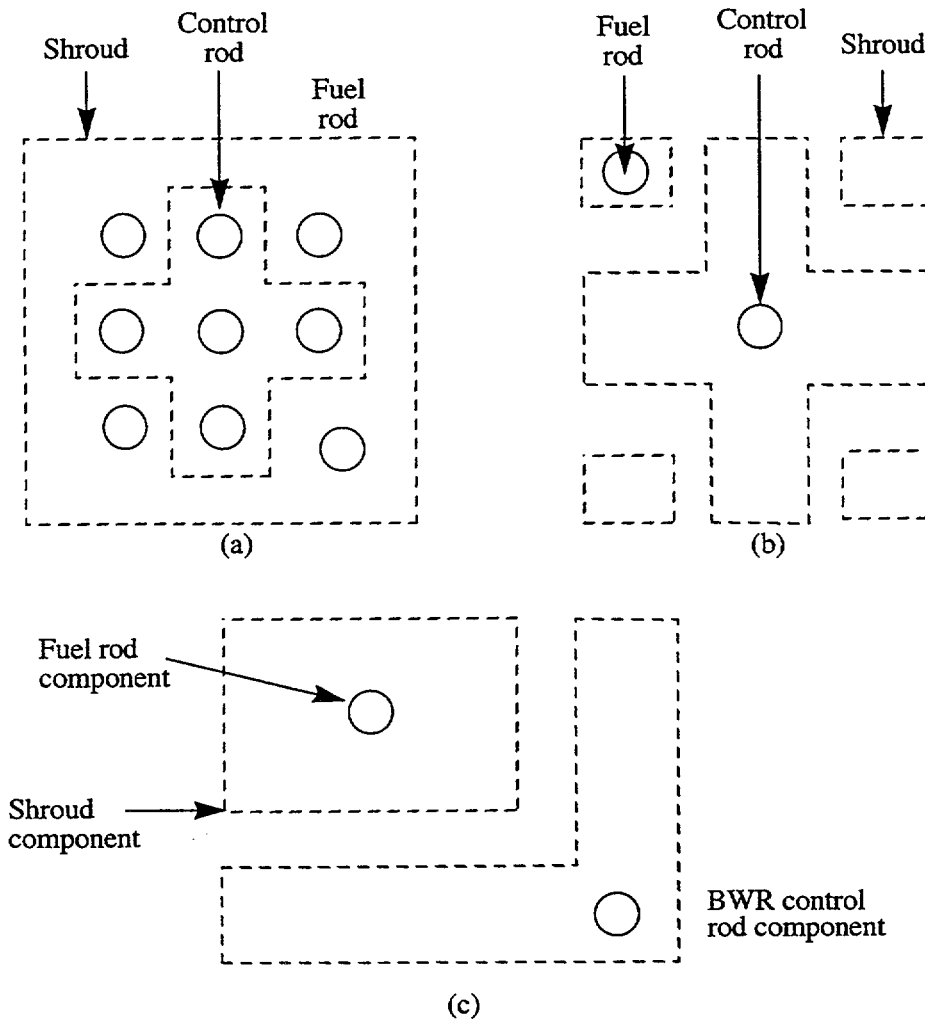 Shroud
Control
rod
Fuel
rod
(a)
Fuel
rod
Control
rod
Shroud
(b)
Fuel rod
component
Shroud
component
BWR control
rod component
(c)